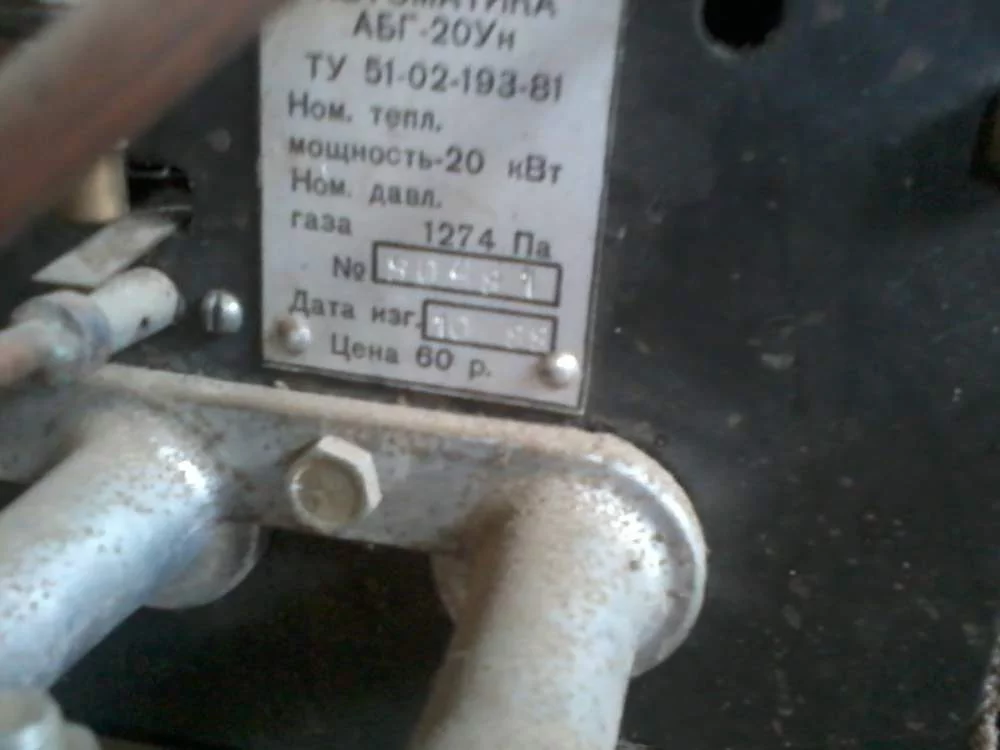 АВТОМАТИКА
АБГ-20Ун
ТУ 51-02-193-81
Ном. тепл.
мощность-20 кВт
Ном. давл.
газа 1274 Па
№
Дата изг.
Цена 60 р.